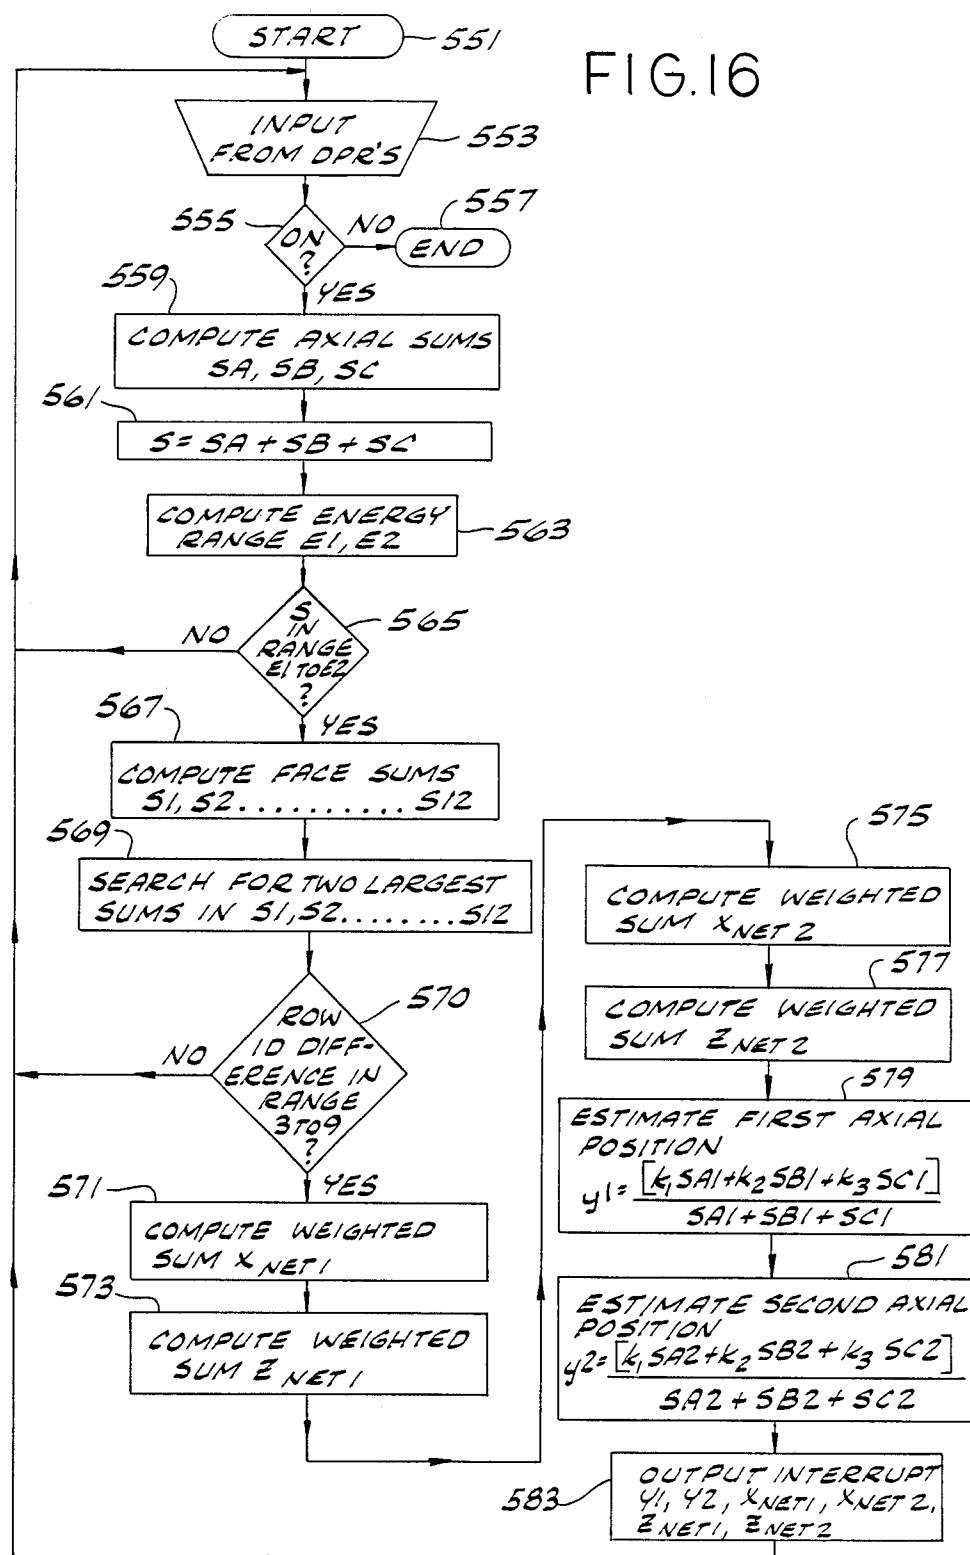 START
551
FIG.16
INPUT
FROM DPR'S
553
555
ON
?
NO
557
END
YES
559
COMPUTE AXIAL SUMS
SA, SB, SC
561
S=SA+SB+SC
COMPUTE ENERGY
RANGE E1, E2
563
S
IN
RANGE
E1 TO E2
?
565
NO
YES
567
COMPUTE FACE SUMS
S1, S2..........S12
569
SEARCH FOR TWO LARGEST
SUMS IN S1, S2........S12
ROW
ID DIFF-
ERENCE IN
RANGE
3 TO 9
?
570
NO
YES
571
COMPUTE WEIGHTED
SUM X NET 1
573
COMPUTE WEIGHTED
SUM Z NET 1
575
COMPUTE WEIGHTED
SUM X NET 2
577
COMPUTE WEIGHTED
SUM Z NET 2
579
ESTIMATE FIRST AXIAL
POSITION
y1= [k1 SA1+k2 SB1+k3 SC1]
SA1+SB1+SC1
581
ESTIMATE SECOND AXIAL
POSITION
y2= [k1 SA2+k2 SB2+k3 SC2]
SA2+SB2+SC2
583
OUTPUT INTERRUPT
Y1, Y2, X NET1, X NET 2,
Z NET1, Z NET 2